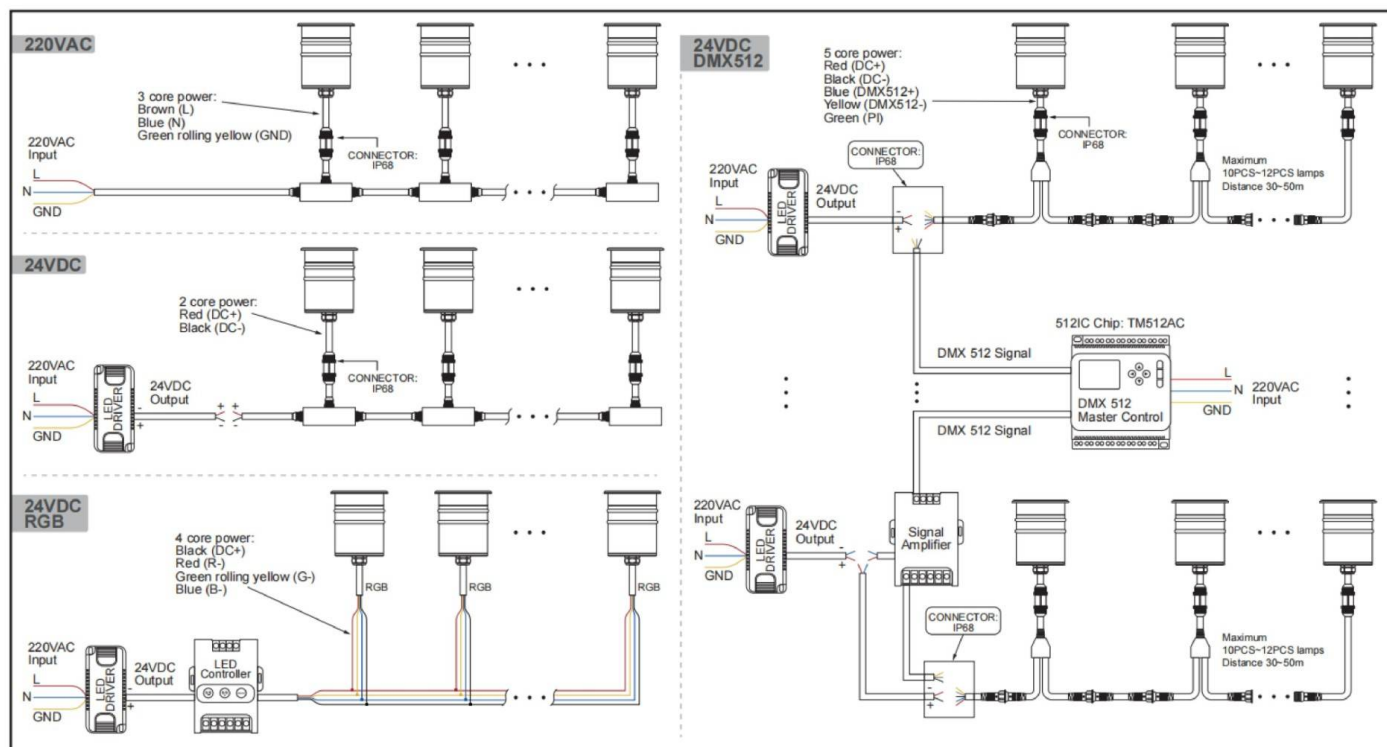 220VAC
3 core power:
Brown (L)
Blue (N)
Green rolling yellow (GND)
CONNECTOR:
IP68
220VAC
Input
L
N
GND
24VDC
2 core power:
Red (DC+)
Black (DC-)
CONNECTOR:
IP68
220VAC
Input
L
N
GND
LED
DRIVER
24VDC
Output
-
+
+ +
- -
24VDC
RGB
4 core power:
Black (DC+)
Red (R-)
Green rolling yellow (G-)
Blue (B-)
RGB
RGB
RGB
220VAC
Input
L
N
GND
LED
DRIVER
24VDC
Output
-
+
LED
Controller
24VDC
DMX512
5 core power:
Red (DC+)
Black (DC-)
Blue (DMX512+)
Yellow (DMX512-)
Green (PI)
CONNECTOR:
IP68
CONNECTOR:
IP68
220VAC
Input
L
N
GND
LED
DRIVER
24VDC
Output
-
+
Maximum
10PCS~12PCS lamps
Distance 30~50m
512IC Chip: TM512AC
DMX 512 Signal
DMX 512
Master Control
L
N
GND
220VAC
Input
DMX 512 Signal
220VAC
Input
L
N
GND
LED
DRIVER
24VDC
Output
-
+
Signal
Amplifier
CONNECTOR:
IP68
-
+
Maximum
10PCS~12PCS lamps
Distance 30~50m